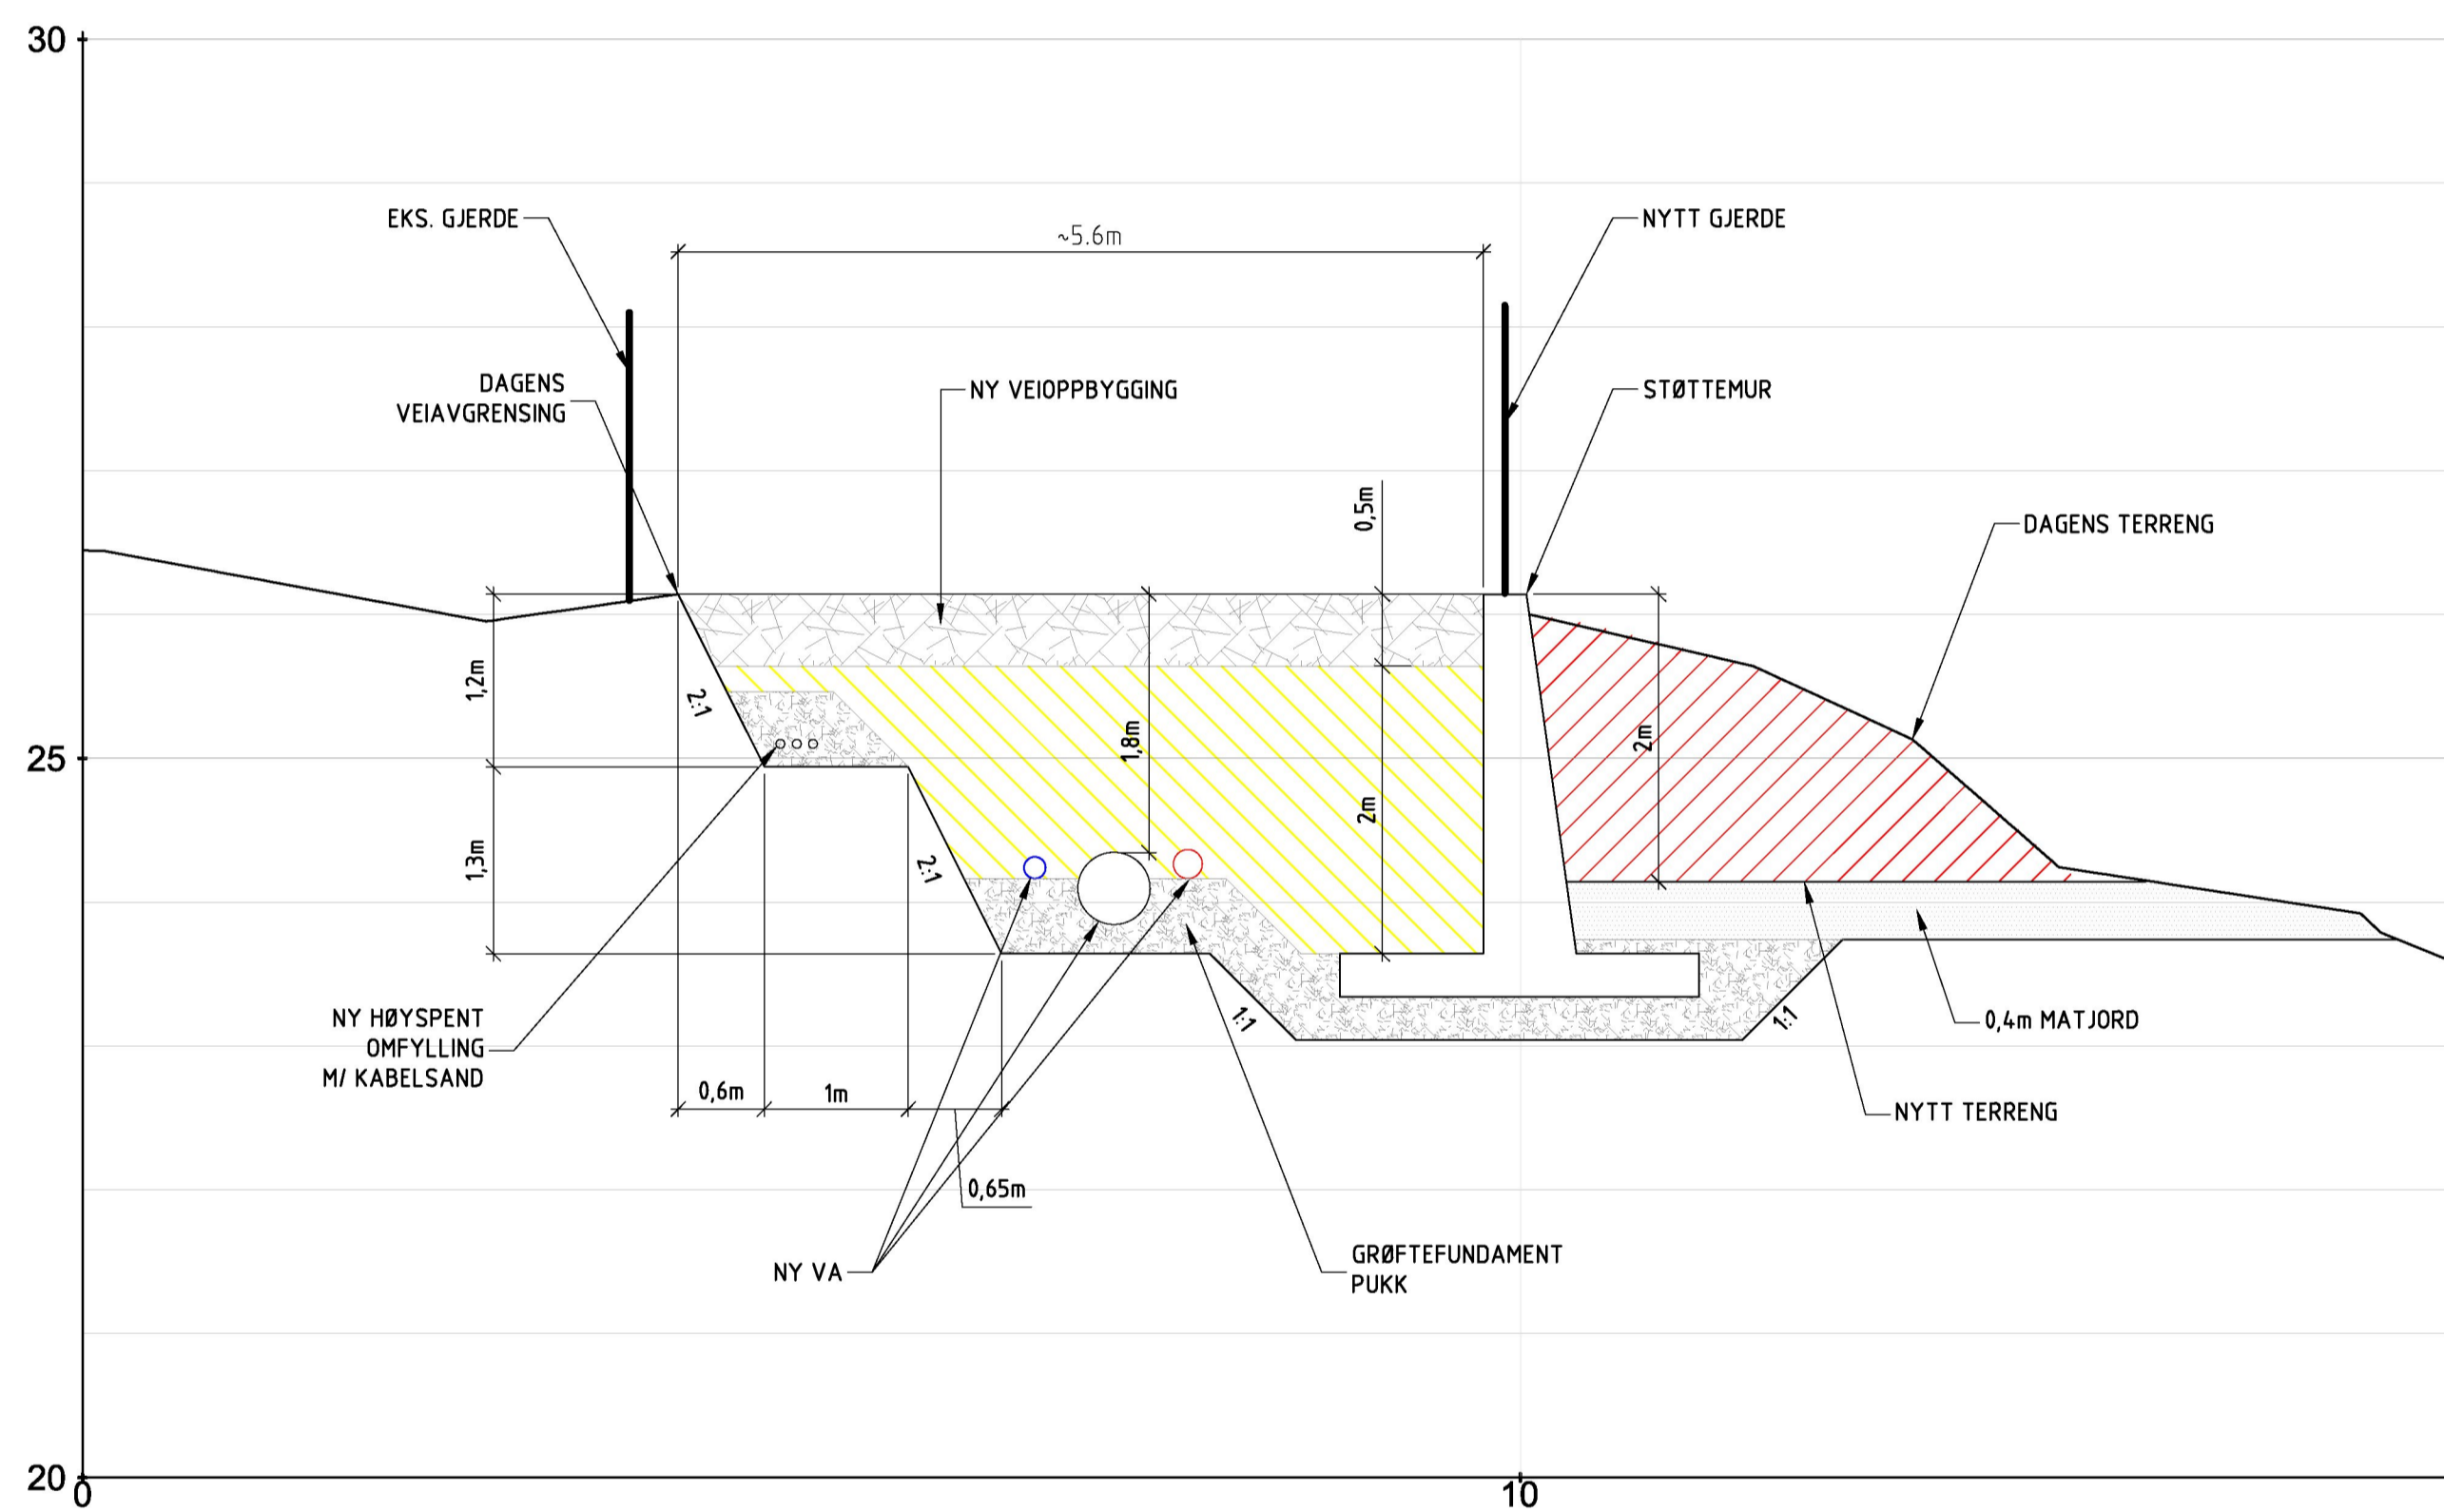 30
EKS. GJERDE
~5.6m
NYTT GJERDE
DAGENS
VEIAVGRENSING
NY VEIOPPBYGGING
STØTTEMUR
0,5m
DAGENS TERRENG
1,2m
2:1
1,8m
2m
25
2m
1,3m
2:1
NY HØYSPENT
OMFYLLING
M/ KABELSAND
1:1
1:1
0,4m MATJORD
0,6m
1m
NYTT TERRENG
0,65m
NY VA
GRØFTEFUNDAMENT
PUKK
20
0
10